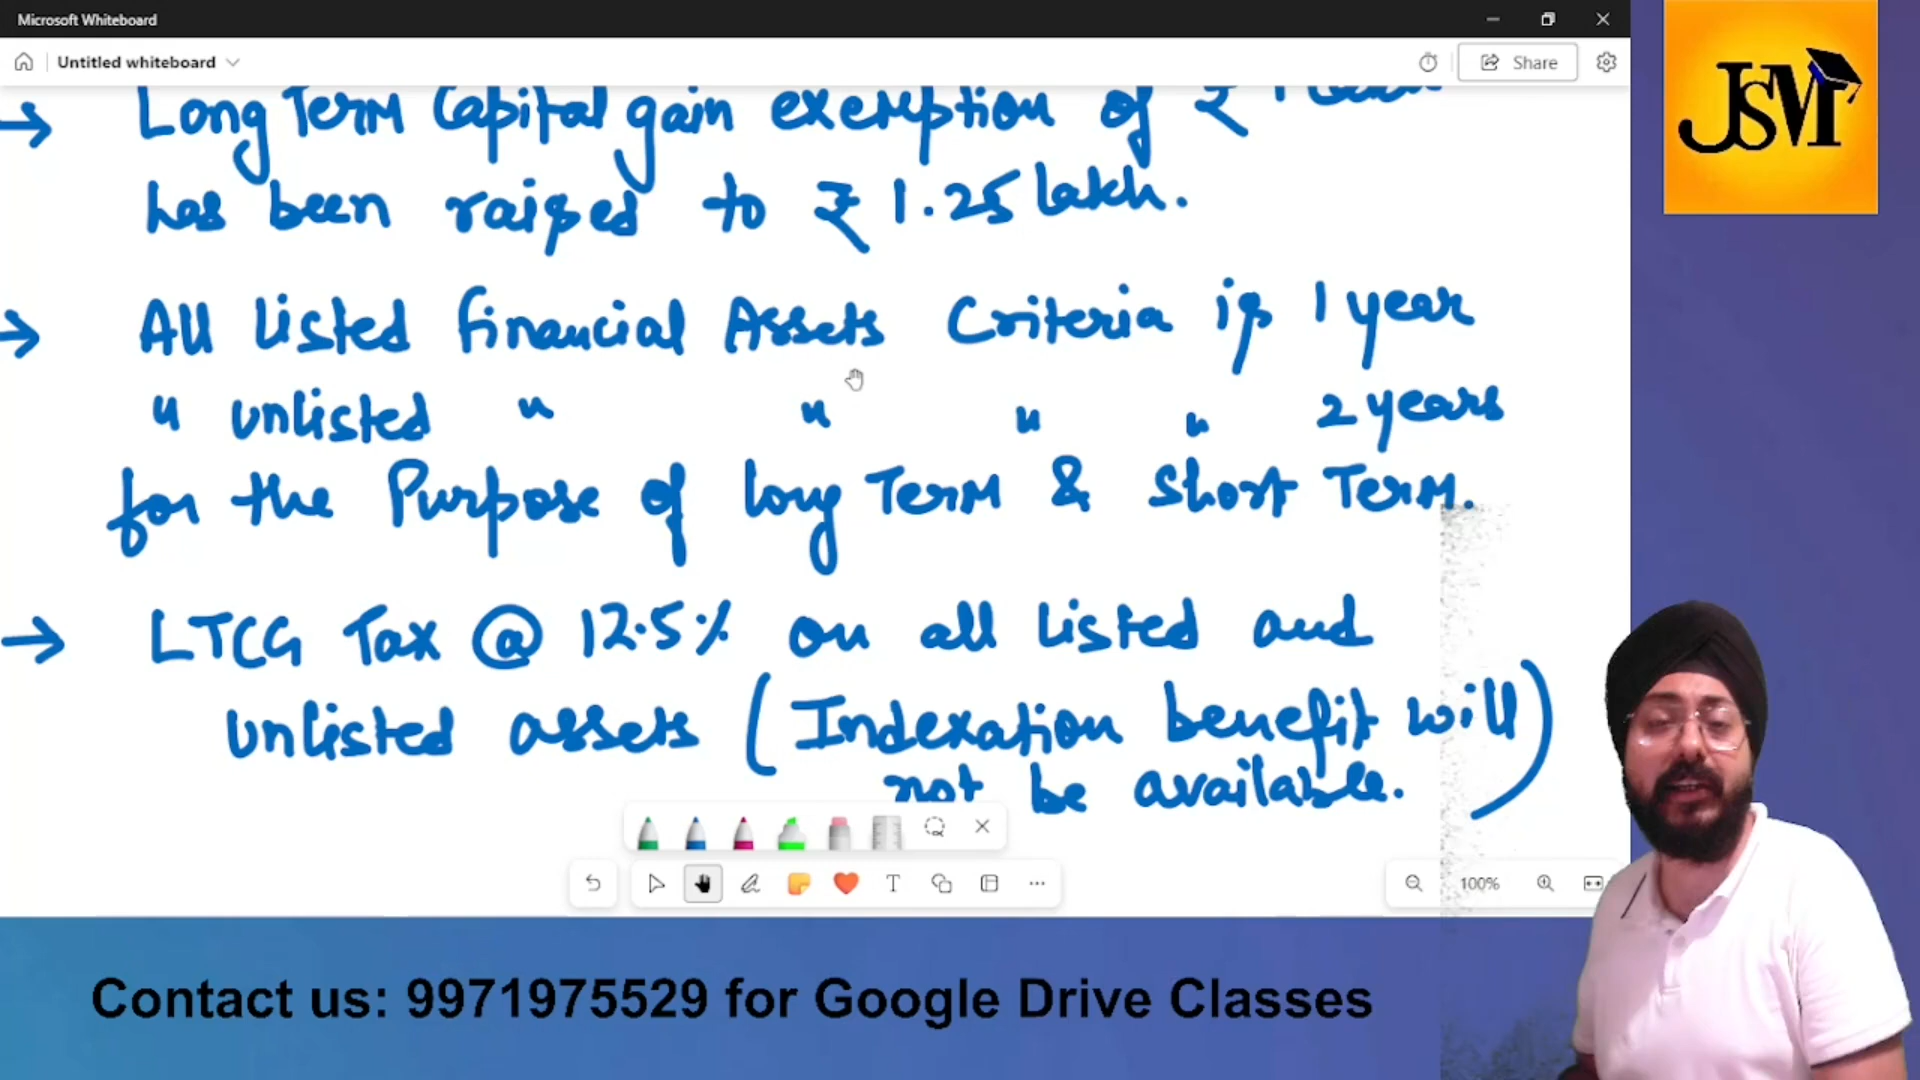 Microsoft Whiteboard
Untitled whiteboard
Share
JSM
→ Long Term Capital gain exemption of ₹ 1 lakh
has been raised to ₹ 1.25 lakh.
→ All listed financial Assets Criteria is 1 year
" unlisted " " " " 2 years
for the Purpose of long Term & Short Term.
→ LTCG Tax @ 12.5% on all listed and
unlisted assets (Indexation benefit will
not be available.)
T
100%
Contact us: 9971975529 for Google Drive Classes